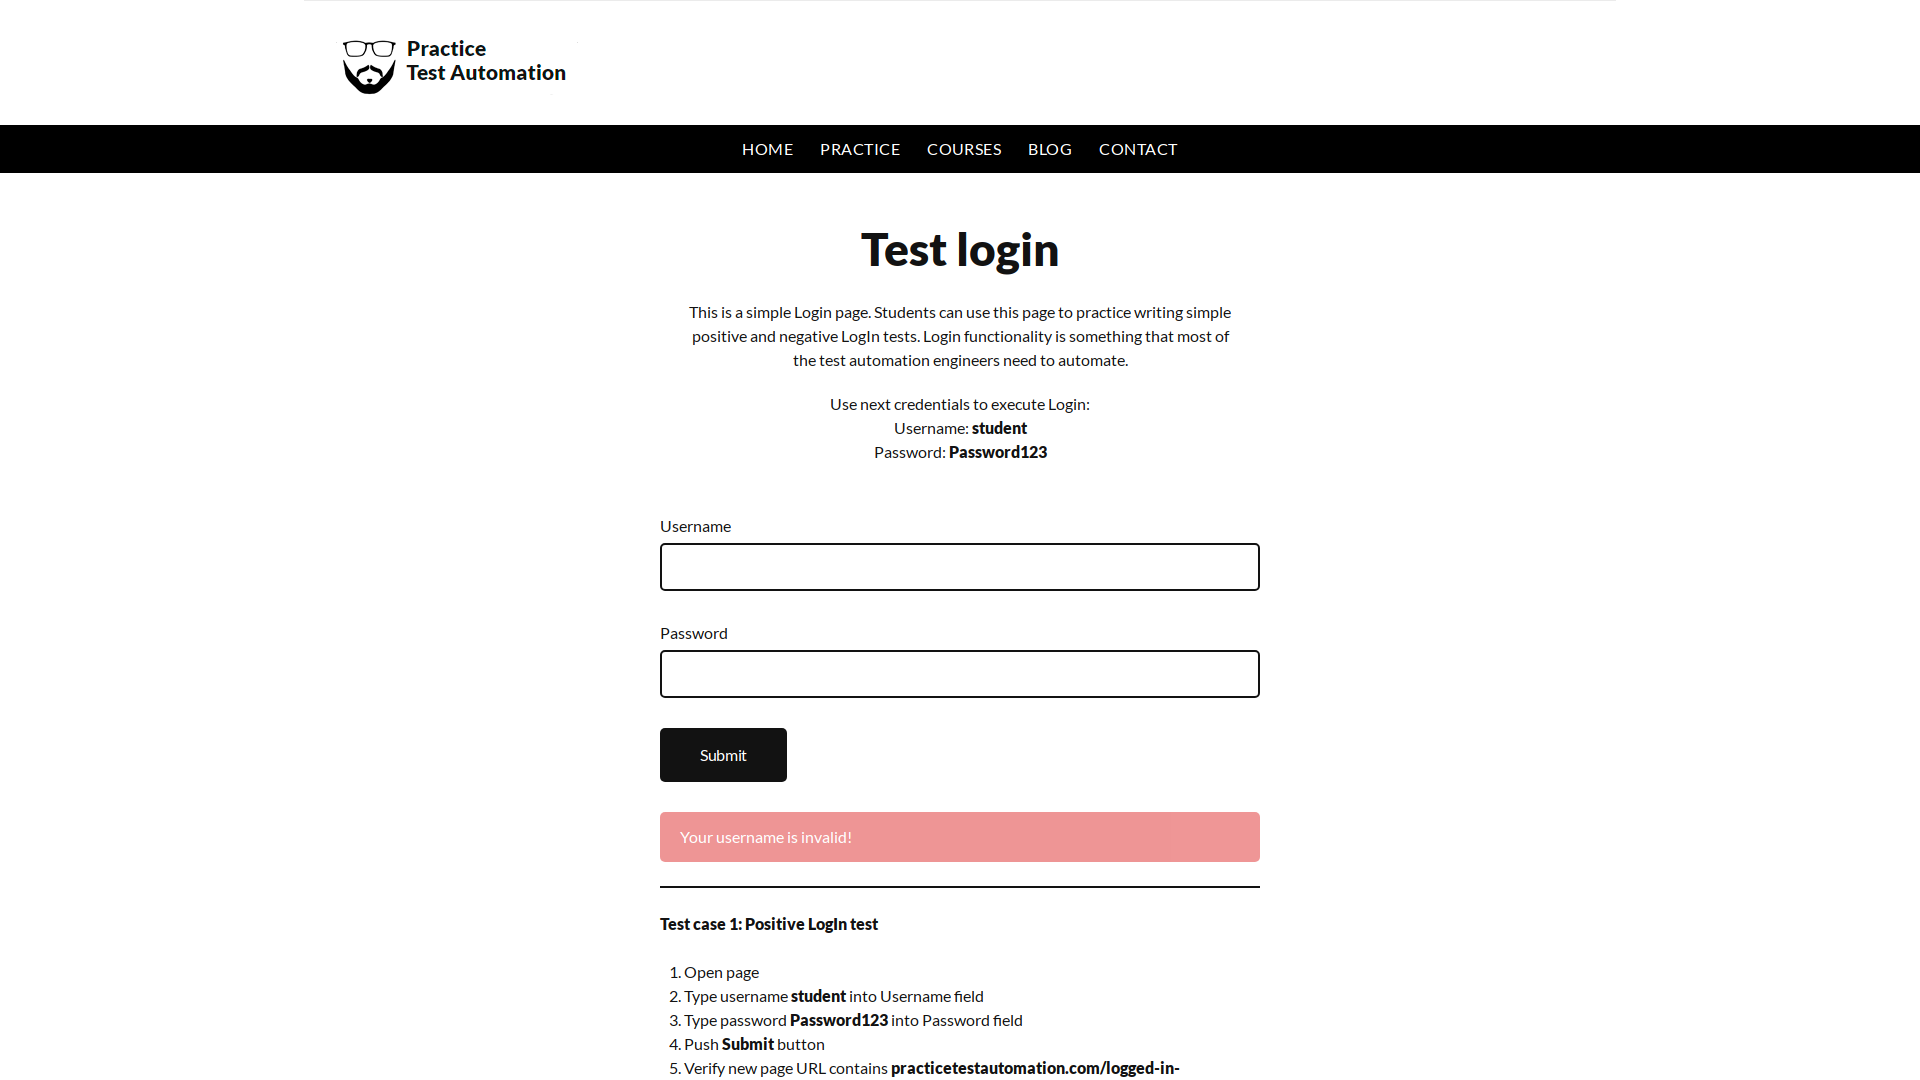 Practice
Test Automation
HOME PRACTICE COURSES BLOG CONTACT
Test login
This is a simple Login page. Students can use this page to practice writing simple
positive and negative LogIn tests. Login functionality is something that most of
the test automation engineers need to automate.
Use next credentials to execute Login:
Username: student
Password: Password123
Username
Password
Submit
Your username is invalid!
Test case 1: Positive LogIn test
1. Open page
2. Type username student into Username field
3. Type password Password123 into Password field
4. Push Submit button
5. Verify new page URL contains practicetestautomation.com/logged-in-